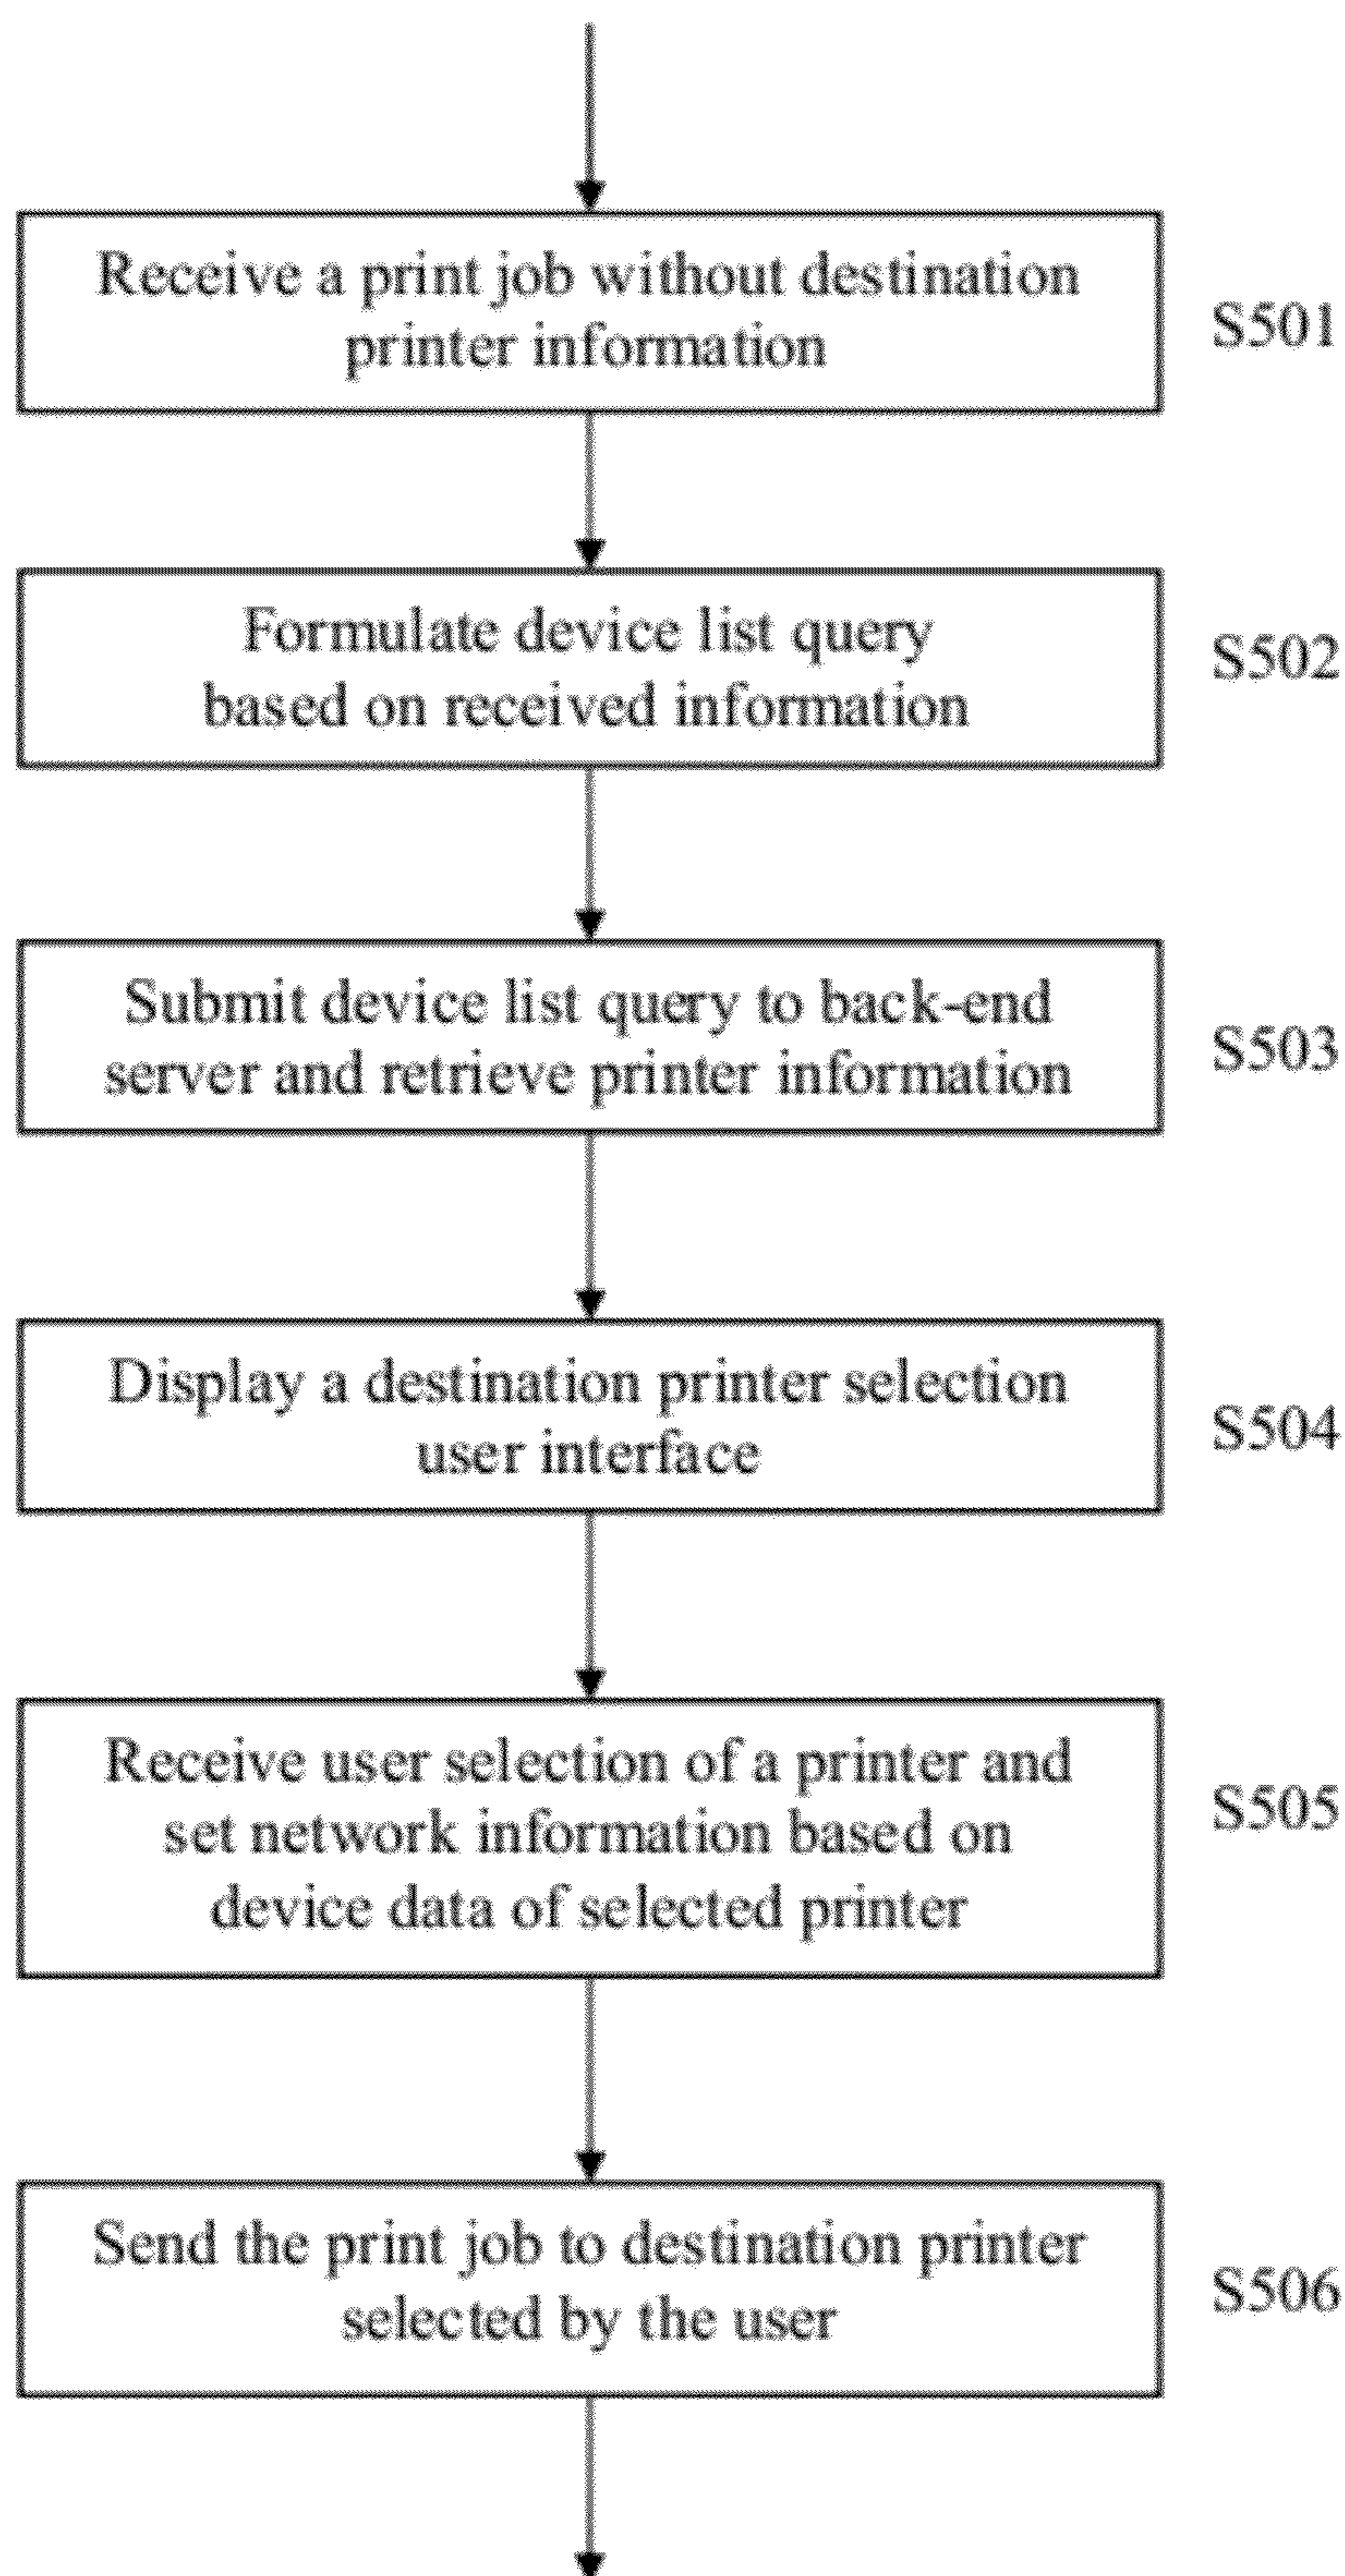 Receive a print job without destination
printer information
S501
Formulate device list query
based on received information
S502
Submit device list query to back-end
server and retrieve printer information
S503
Display a destination printer selection
user interface
S504
Receive user selection of a printer and
set network information based on
device data of selected printer
S505
Send the print job to destination printer
selected by the user
S506